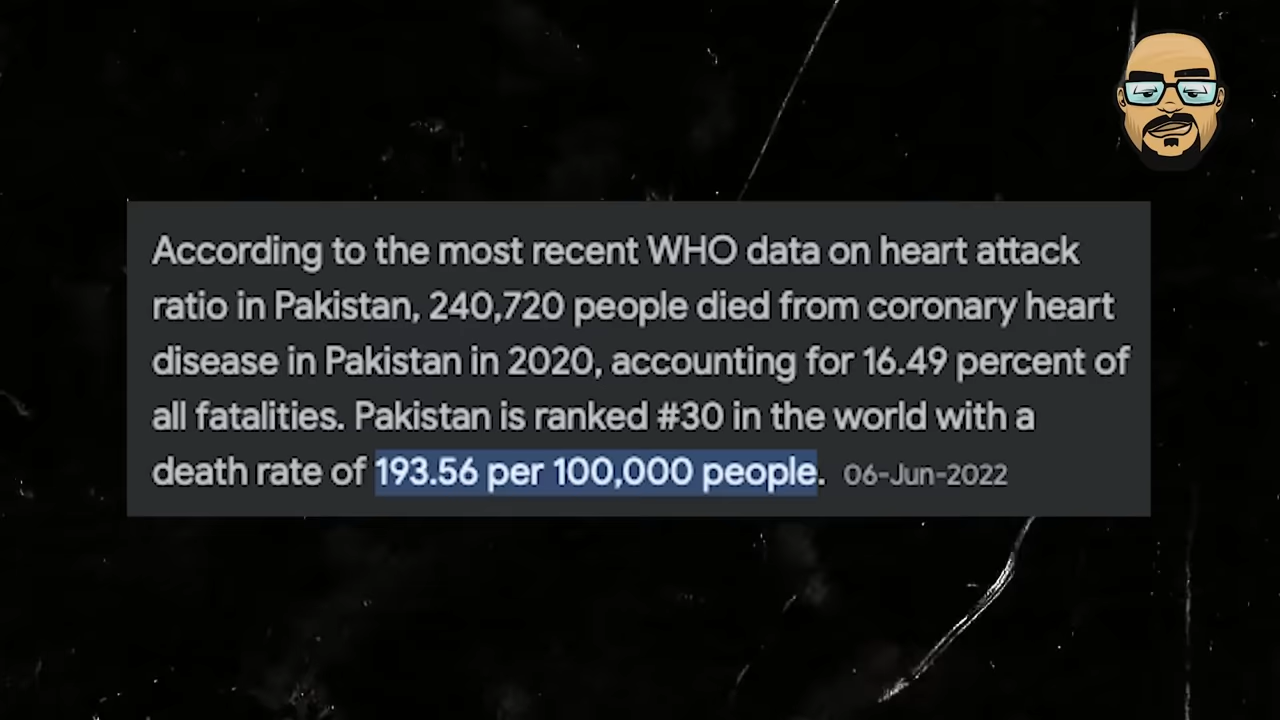 According to the most recent WHO data on heart attack
ratio in Pakistan, 240,720 people died from coronary heart
disease in Pakistan in 2020, accounting for 16.49 percent of
all fatalities. Pakistan is ranked #30 in the world with a
death rate of 193.56 per 100,000 people. 06-Jun-2022